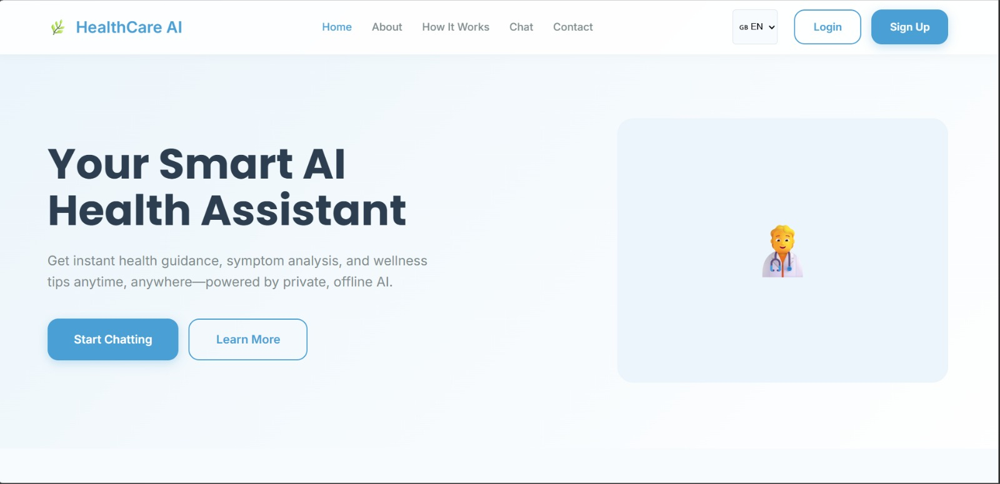 HealthCare AI
Home
About
How It Works
Chat
Contact
GB EN
Login
Sign Up
Your Smart AI
Health Assistant
Get instant health guidance, symptom analysis, and wellness
tips anytime, anywhere—powered by private, offline AI.
Start Chatting
Learn More